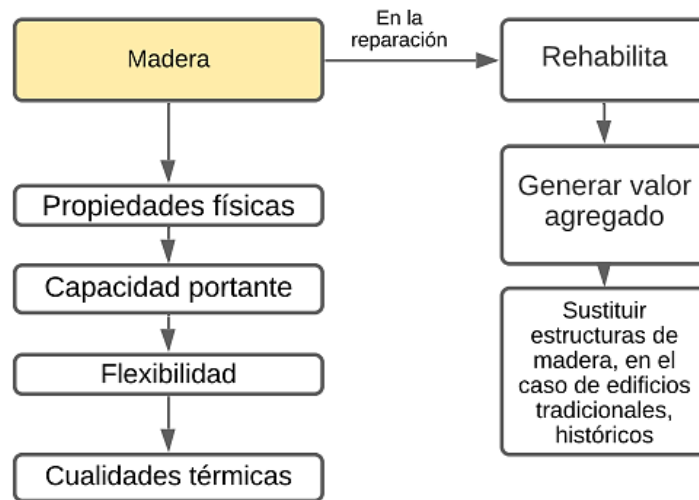 Madera
En la
reparación
Rehabilita
Propiedades físicas
Capacidad portante
Flexibilidad
Cualidades térmicas
Generar valor
agregado
Sustituir
estructuras de
madera, en el
caso de edificios
tradicionales,
históricos